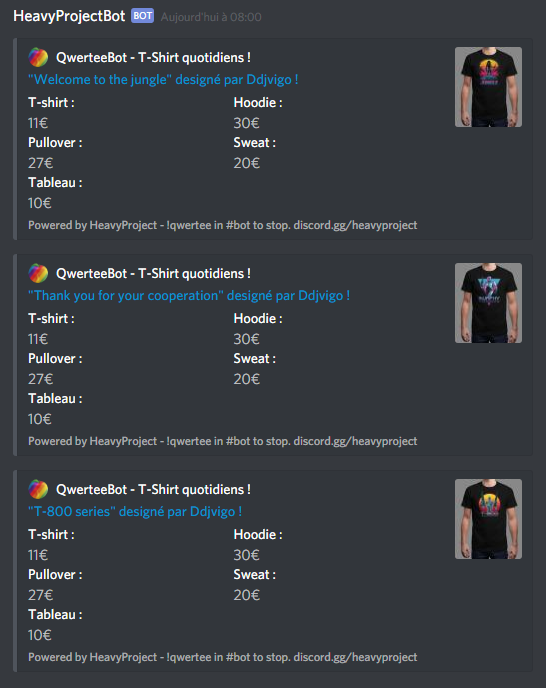 HeavyProjectBot BOT Aujourd'hui à 08:00
QwerteeBot - T-Shirt quotidiens !
"Welcome to the jungle" designé par Ddjvigo !
T-shirt : Hoodie :
11€ 30€
Pullover : Sweat :
27€ 20€
Tableau :
10€
Powered by HeavyProject - !qwertee in #bot to stop. discord.gg/heavyproject
QwerteeBot - T-Shirt quotidiens !
"Thank you for your cooperation" designé par Ddjvigo !
T-shirt : Hoodie :
11€ 30€
Pullover : Sweat :
27€ 20€
Tableau :
10€
Powered by HeavyProject - !qwertee in #bot to stop. discord.gg/heavyproject
QwerteeBot - T-Shirt quotidiens !
"T-800 series" designé par Ddjvigo !
T-shirt : Hoodie :
11€ 30€
Pullover : Sweat :
27€ 20€
Tableau :
10€
Powered by HeavyProject - !qwertee in #bot to stop. discord.gg/heavyproject